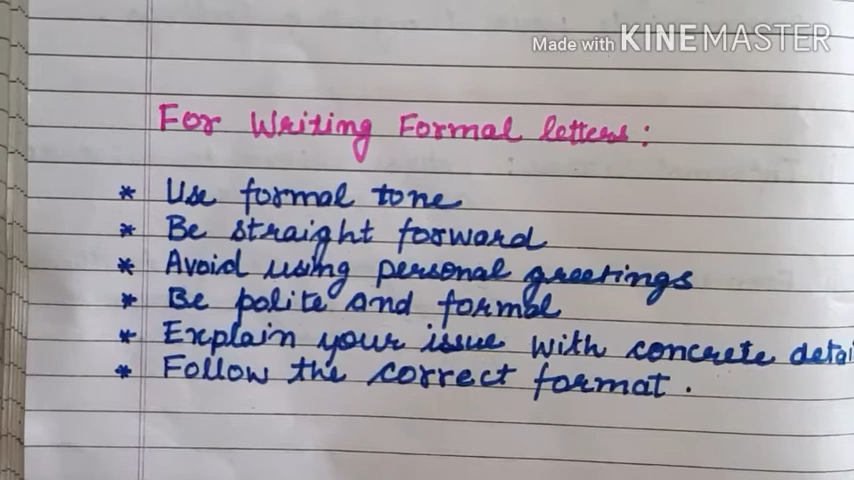 Made with KINEMASTER
For Writing Formal letters:
* Use formal tone
* Be straight forward
* Avoid using personal greetings
* Be polite and formal
* Explain your issue with concrete detai
* Follow the correct format.